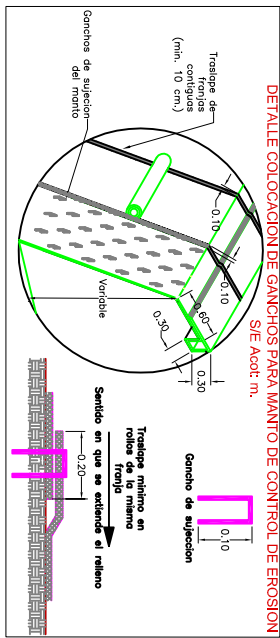 DETALLE COLOCACION DE GANCHOS PARA MANTO DE CONTROL DE EROSION
S/E Acot: m.
Traslape de
franjas
contiguas
(min. 10 cm.)
Ganchos de sujecion
del manto
0.10
0.10
0.60
0.30
0.30
Variable
Gancho de sujeccion
0.10
Traslape minimo en
rollos de la misma
franja
Sentido en que se extiende el relleno
0.20